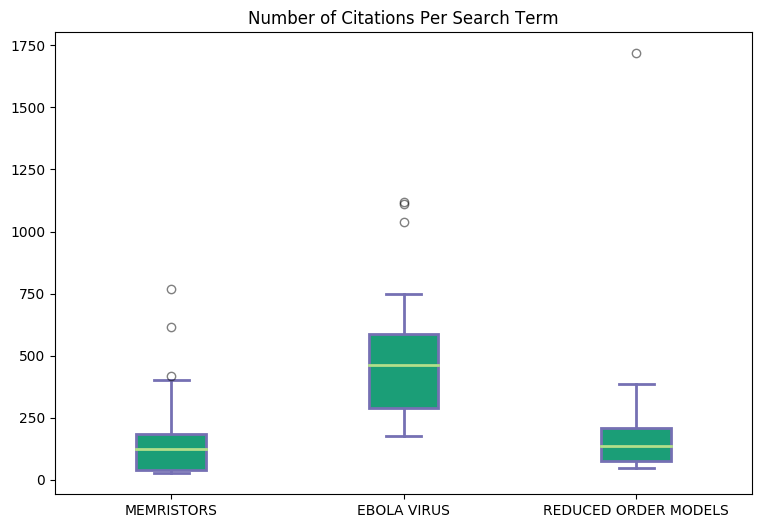 Number of Citations Per Search Term
1750
1500
1250
1000
750
500
250
0
MEMRISTORS
EBOLA VIRUS
REDUCED ORDER MODELS